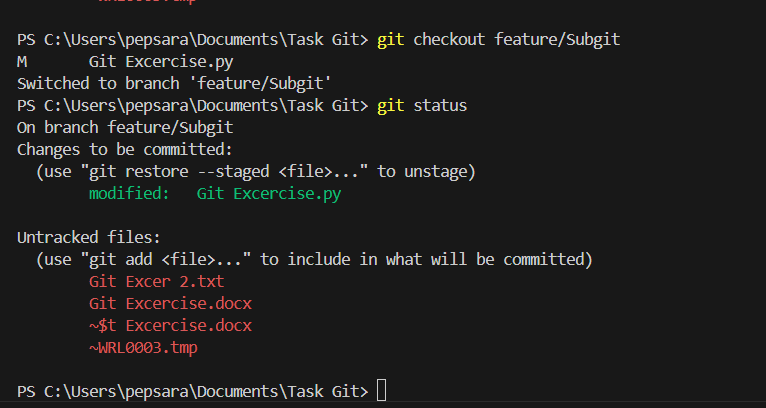 ~WRL0003.tmp
PS C:\Users\pepsara\Documents\Task Git> git checkout feature/Subgit
M       Git Excercise.py
Switched to branch 'feature/Subgit'
PS C:\Users\pepsara\Documents\Task Git> git status
On branch feature/Subgit
Changes to be committed:
  (use "git restore --staged <file>..." to unstage)
        modified:   Git Excercise.py
Untracked files:
  (use "git add <file>..." to include in what will be committed)
        Git Excer 2.txt
        Git Excercise.docx
        ~$t Excercise.docx
        ~WRL0003.tmp
PS C:\Users\pepsara\Documents\Task Git>